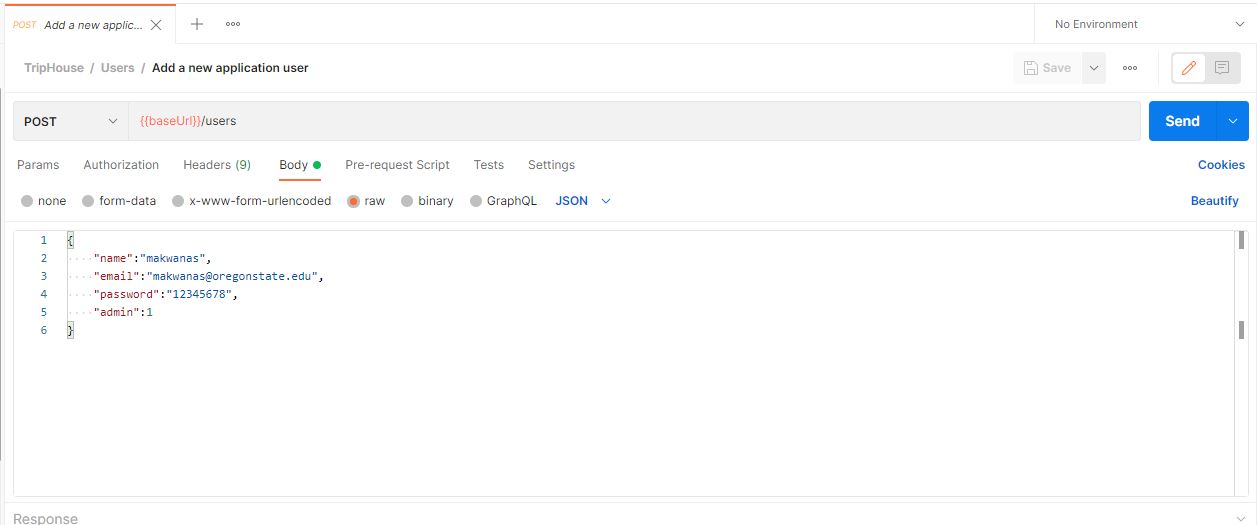 POST Add a new applic...
No Environment
TripHouse / Users / Add a new application user
Save
POST {{baseUrl}}/users
Send
Params Authorization Headers (9) Body Pre-request Script Tests Settings Cookies
none form-data x-www-form-urlencoded raw binary GraphQL JSON Beautify
1 {
2 "name":"makwanas",
3 "email":"makwanas@oregonstate.edu",
4 "password":"12345678",
5 "admin":1
6 }
Response